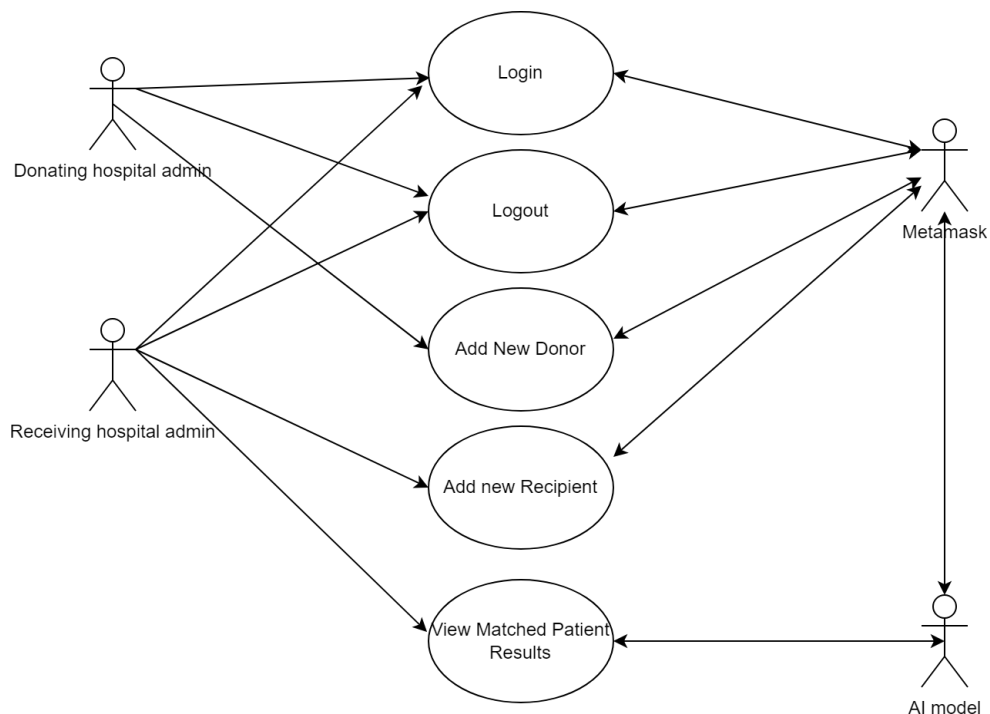 Login
Donating hospital admin
Logout
Metamask
Add New Donor
Receiving hospital admin
Add new Recipient
View Matched Patient
Results
AI model